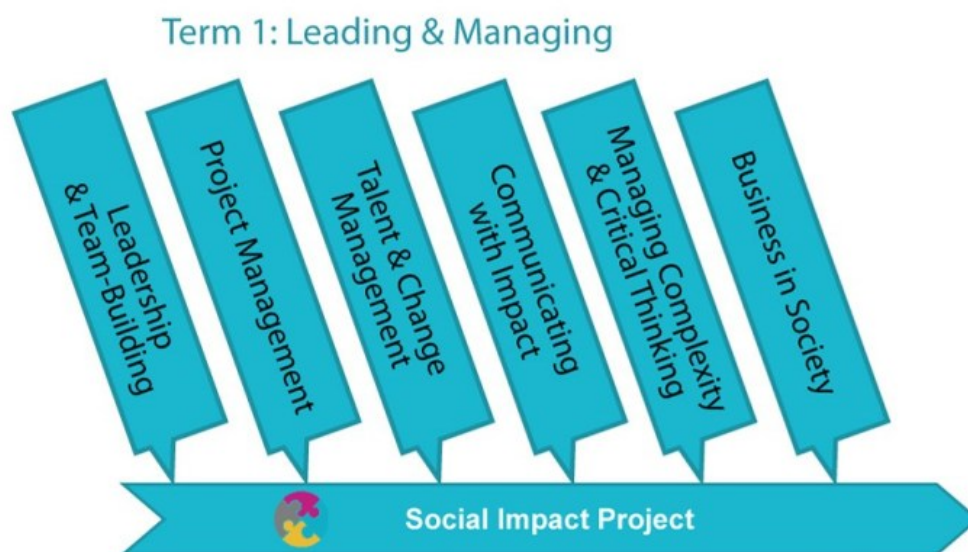 Term 1: Leading & Managing
Leadership
& Team-Building
Project Management
Talent & Change
Management
Communicating
with Impact
Managing Complexity
& Critical Thinking
Business in Society
Social Impact Project